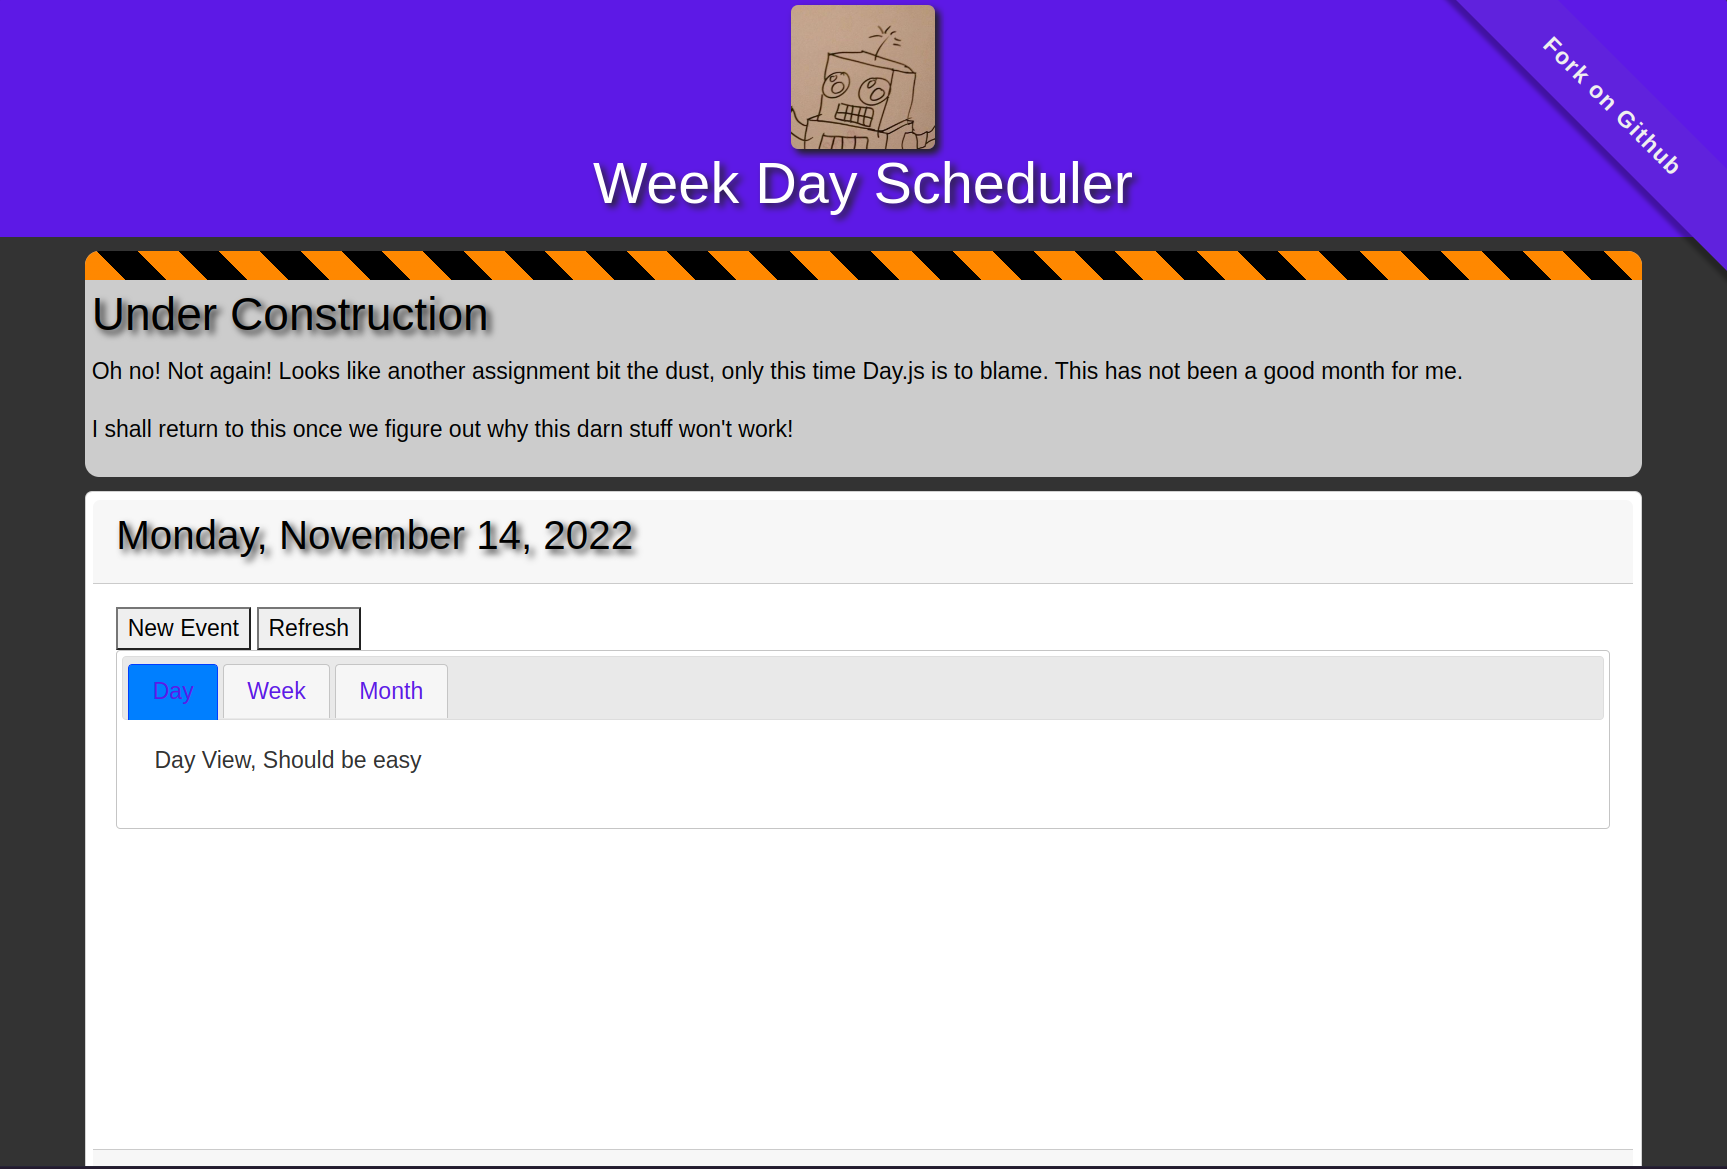 Fork on Github
Week Day Scheduler
Under Construction
Oh no! Not again! Looks like another assignment bit the dust, only this time Day.js is to blame. This has not been a good month for me.
I shall return to this once we figure out why this darn stuff won't work!
Monday, November 14, 2022
New Event Refresh
Day Week Month
Day View, Should be easy